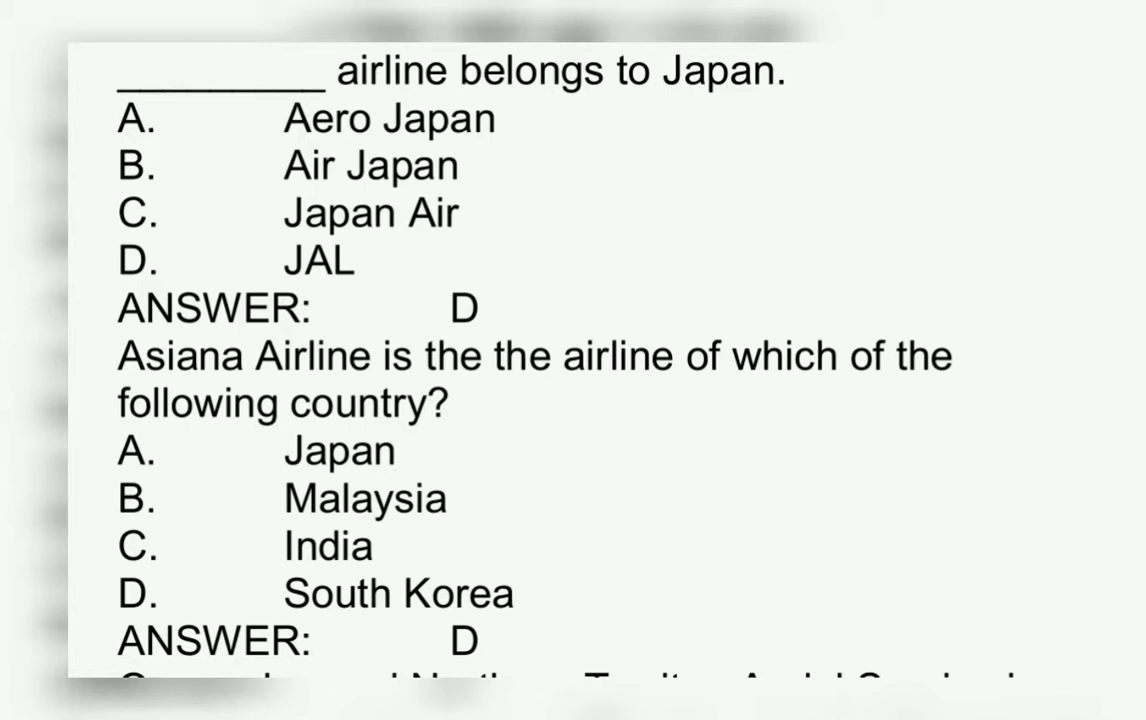 _________ airline belongs to Japan.
A. Aero Japan
B. Air Japan
C. Japan Air
D. JAL
ANSWER: D
Asiana Airline is the the airline of which of the
following country?
A. Japan
B. Malaysia
C. India
D. South Korea
ANSWER: D